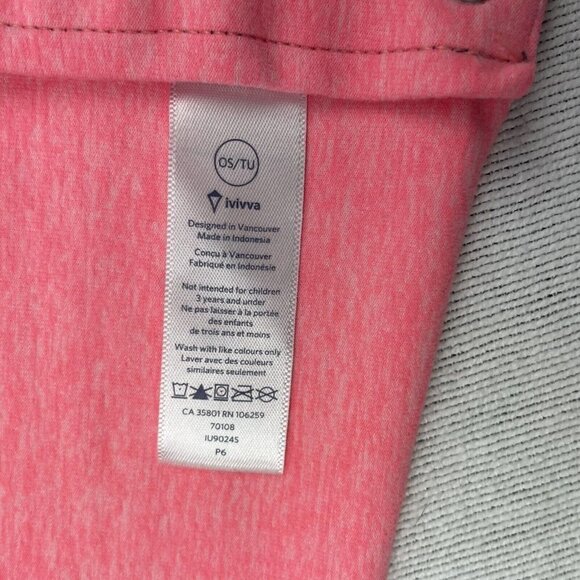 OS/TU
ivivva
Designed in Vancouver
Made in Indonesia
Conçu à Vancouver
Fabriqué en Indonésie
Not intended for children
3 years and under
Ne pas laisser à la portée
des enfants
de trois ans et moins
Wash with like colours only
Laver avec des couleurs
similaires seulement
CA 35801 RN 106259
70108
IU90245
P6